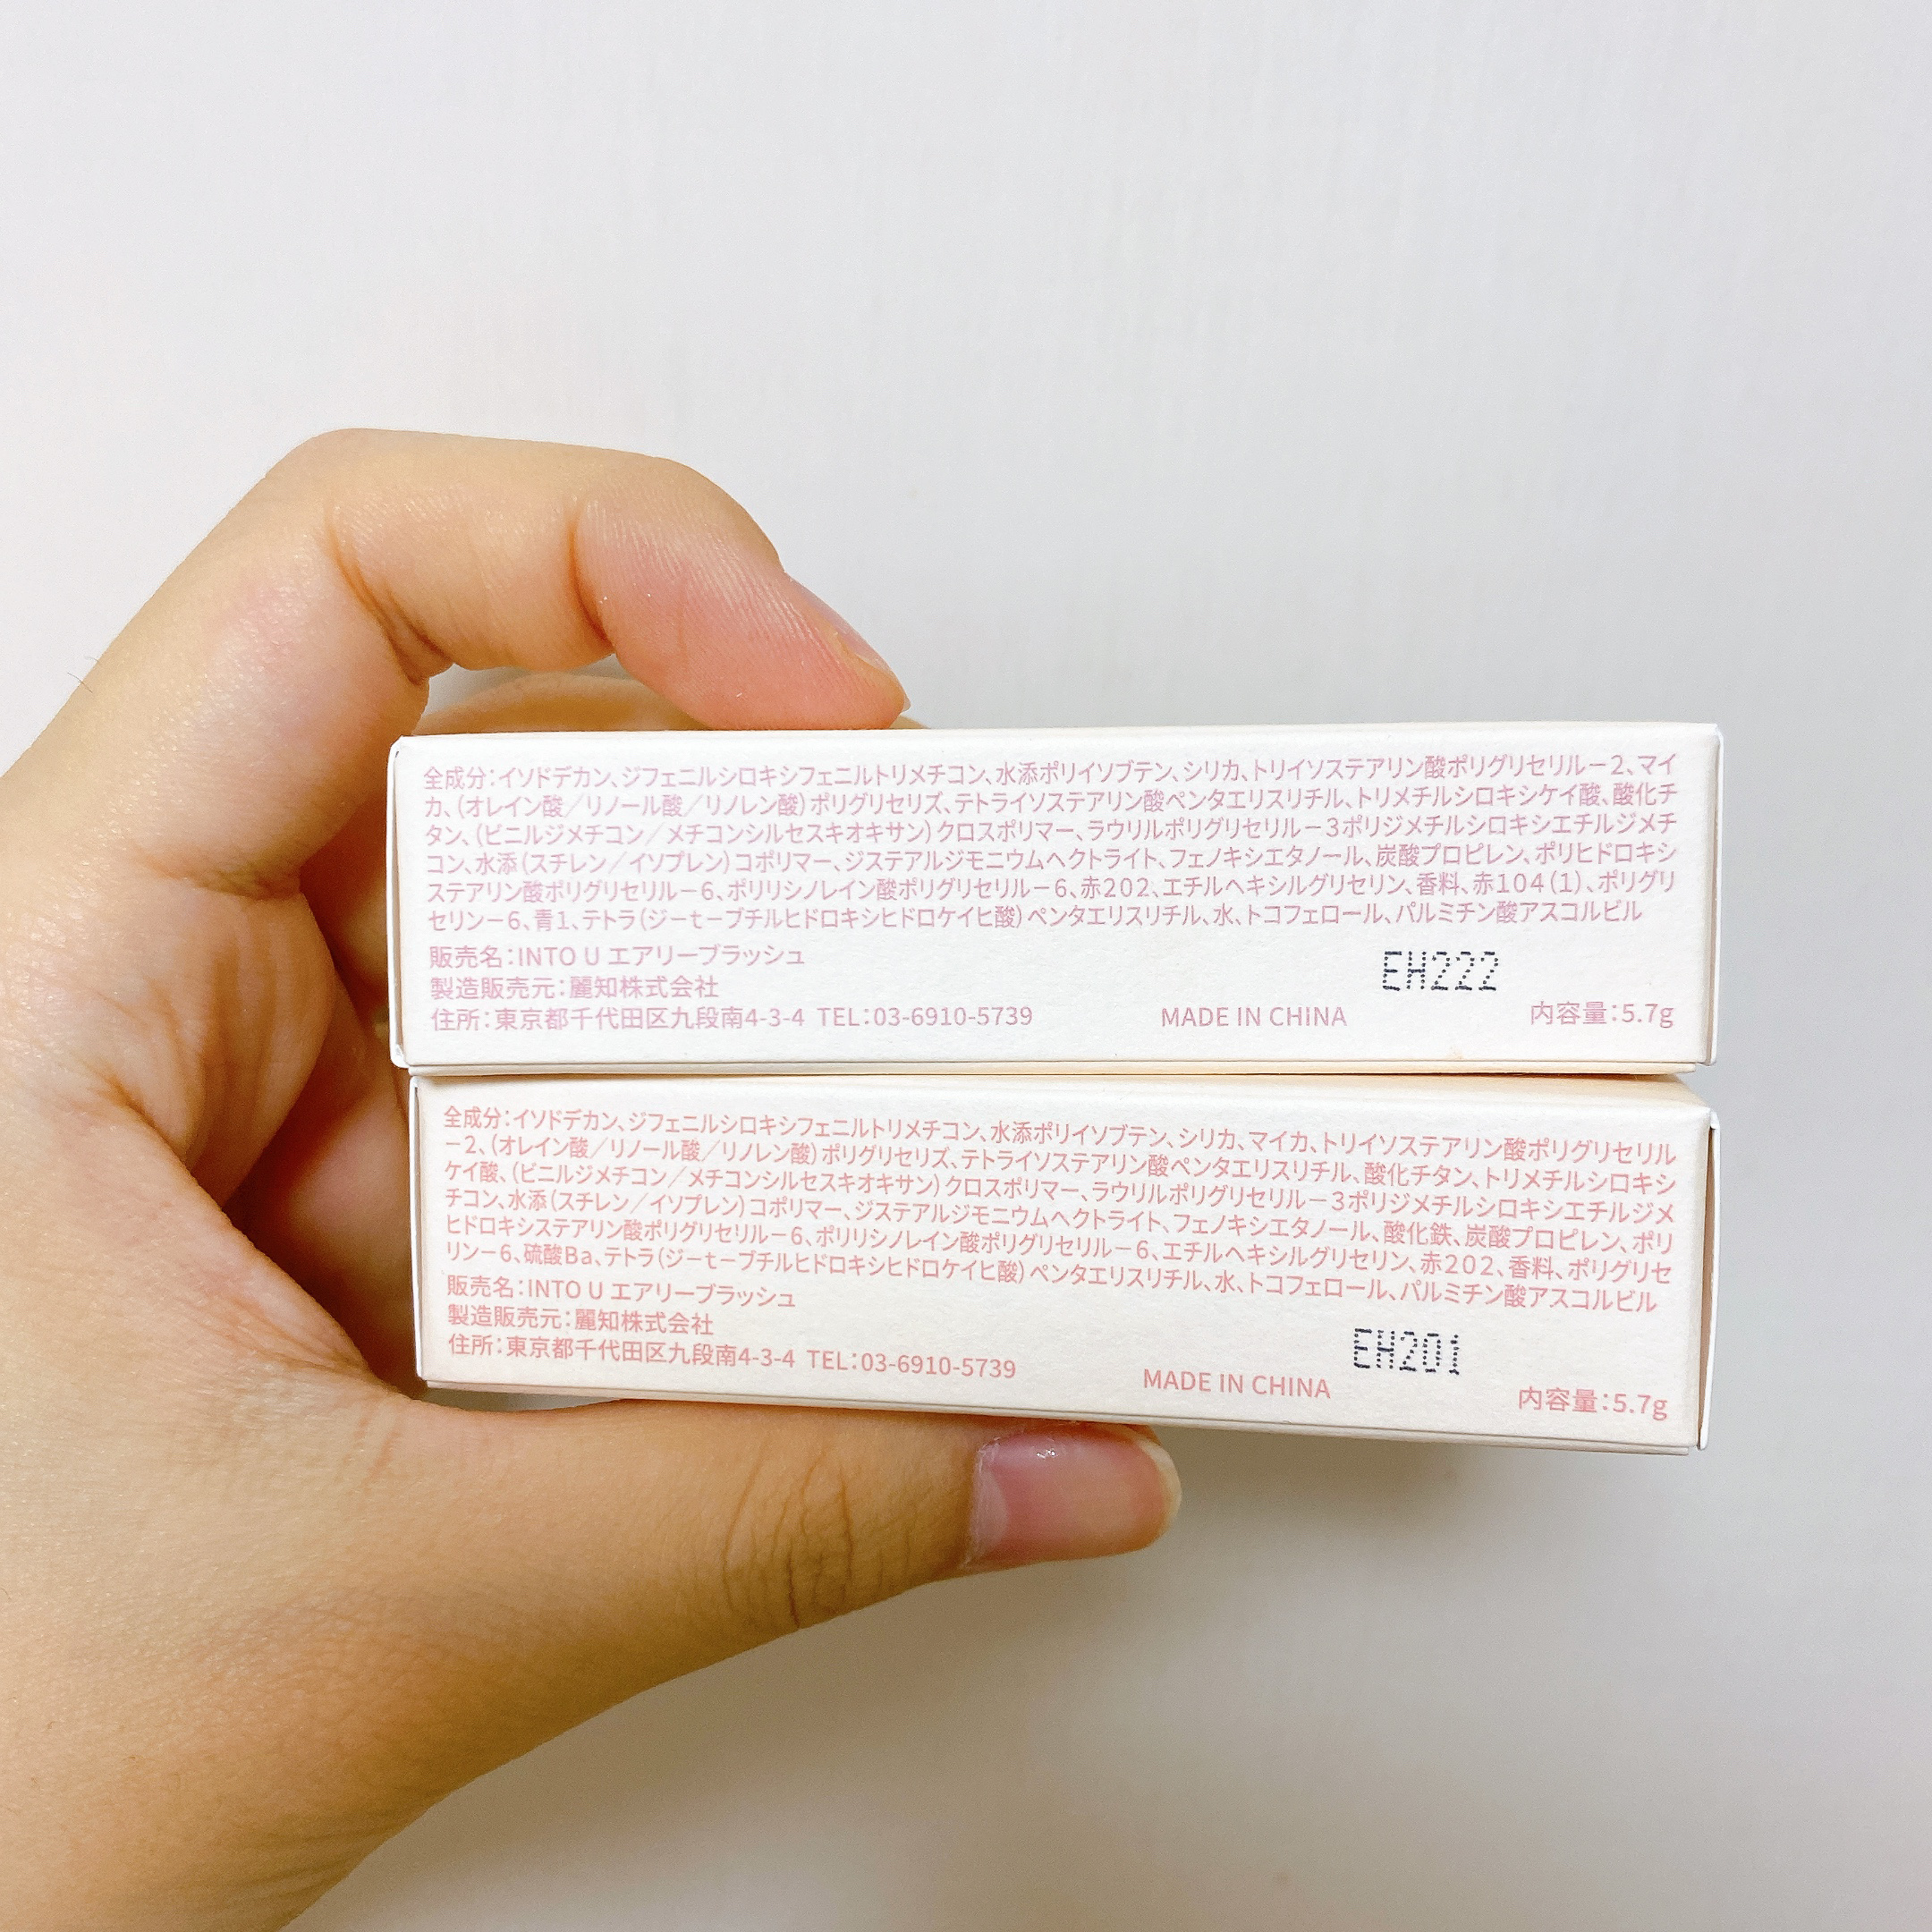 全成分：イソドデカン、ジフェニルシロキシフェニルトリメチコン、水添ポリイソブテン、シリカ、トリイソステアリン酸ポリグリセリル－2、マイ
カ、（オレイン酸／リノール酸／リノレン酸）ポリグリセリズ、テトライソステアリン酸ペンタエリスリチル、トリメチルシロキシケイ酸、酸化チ
タン、（ビニルジメチコン／メチコンシルセスキオキサン）クロスポリマー、ラウリルポリグリセリル－3ポリジメチルシロキシエチルジメチ
コン、水添（スチレン／イソプレン）コポリマー、ジステアルジモニウムヘクトライト、フェノキシエタノール、炭酸プロピレン、ポリヒドロキシ
ステアリン酸ポリグリセリル－6、ポリリシノレイン酸ポリグリセリル－6、赤202、エチルヘキシルグリセリン、香料、赤104（1）、ポリグリ
セリン－6、青1、テトラ（ジ－t－ブチルヒドロキシヒドロケイヒ酸）ペンタエリスリチル、水、トコフェロール、パルミチン酸アスコルビル
販売名：INTO U エアリーブラッシュ
製造販売元：麗知株式会社
住所：東京都千代田区九段南4-3-4 TEL：03-6910-5739
MADE IN CHINA
EH222
内容量：5.7g
全成分：イソドデカン、ジフェニルシロキシフェニルトリメチコン、水添ポリイソブテン、シリカ、マイカ、トリイソステアリン酸ポリグリセリル
－2、（オレイン酸／リノール酸／リノレン酸）ポリグリセリズ、テトライソステアリン酸ペンタエリスリチル、酸化チタン、トリメチルシロキシ
ケイ酸、（ビニルジメチコン／メチコンシルセスキオキサン）クロスポリマー、ラウリルポリグリセリル－3ポリジメチルシロキシエチルジメ
チコン、水添（スチレン／イソプレン）コポリマー、ジステアルジモニウムヘクトライト、フェノキシエタノール、酸化鉄、炭酸プロピレン、ポリ
ヒドロキシステアリン酸ポリグリセリル－6、ポリリシノレイン酸ポリグリセリル－6、エチルヘキシルグリセリン、赤202、香料、ポリグリセ
リン－6、硫酸Ba、テトラ（ジ－t－ブチルヒドロキシヒドロケイヒ酸）ペンタエリスリチル、水、トコフェロール、パルミチン酸アスコルビル
販売名：INTO U エアリーブラッシュ
製造販売元：麗知株式会社
住所：東京都千代田区九段南4-3-4 TEL：03-6910-5739
MADE IN CHINA
EH201
内容量：5.7g